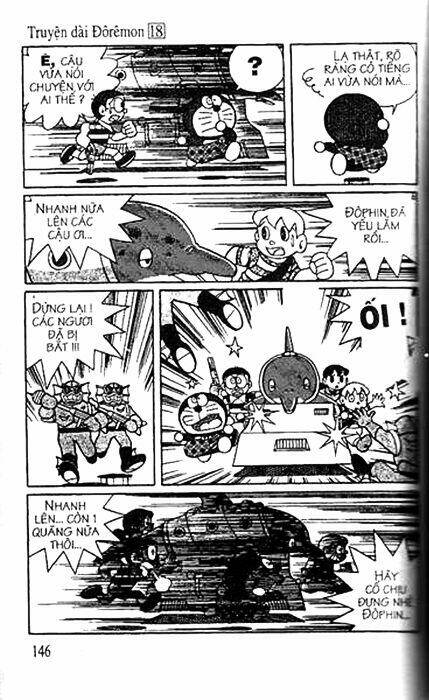 Truyện dài Đôrêmon 18
Ê, CẬU
VỪA NÓI
CHUYỆN VỚI
AI THẾ ?
?
LẠ THẬT, RÕ
RÀNG CÓ TIẾNG
AI VỪA NÓI MÀ...
NHANH NỮA
LÊN CÁC
CẬU ƠI...
ĐÔPHIN ĐÃ
YẾU LẮM
RỒI...
DỪNG LẠI !
CÁC NGƯƠI
ĐÃ BỊ
BẮT !!!
ỐI !
NHANH
LÊN... CÒN 1
QUÃNG NỮA
THÔI...
HÃY
CỐ CHỊU
ĐỰNG NHÉ
ĐÔPHIN...
146